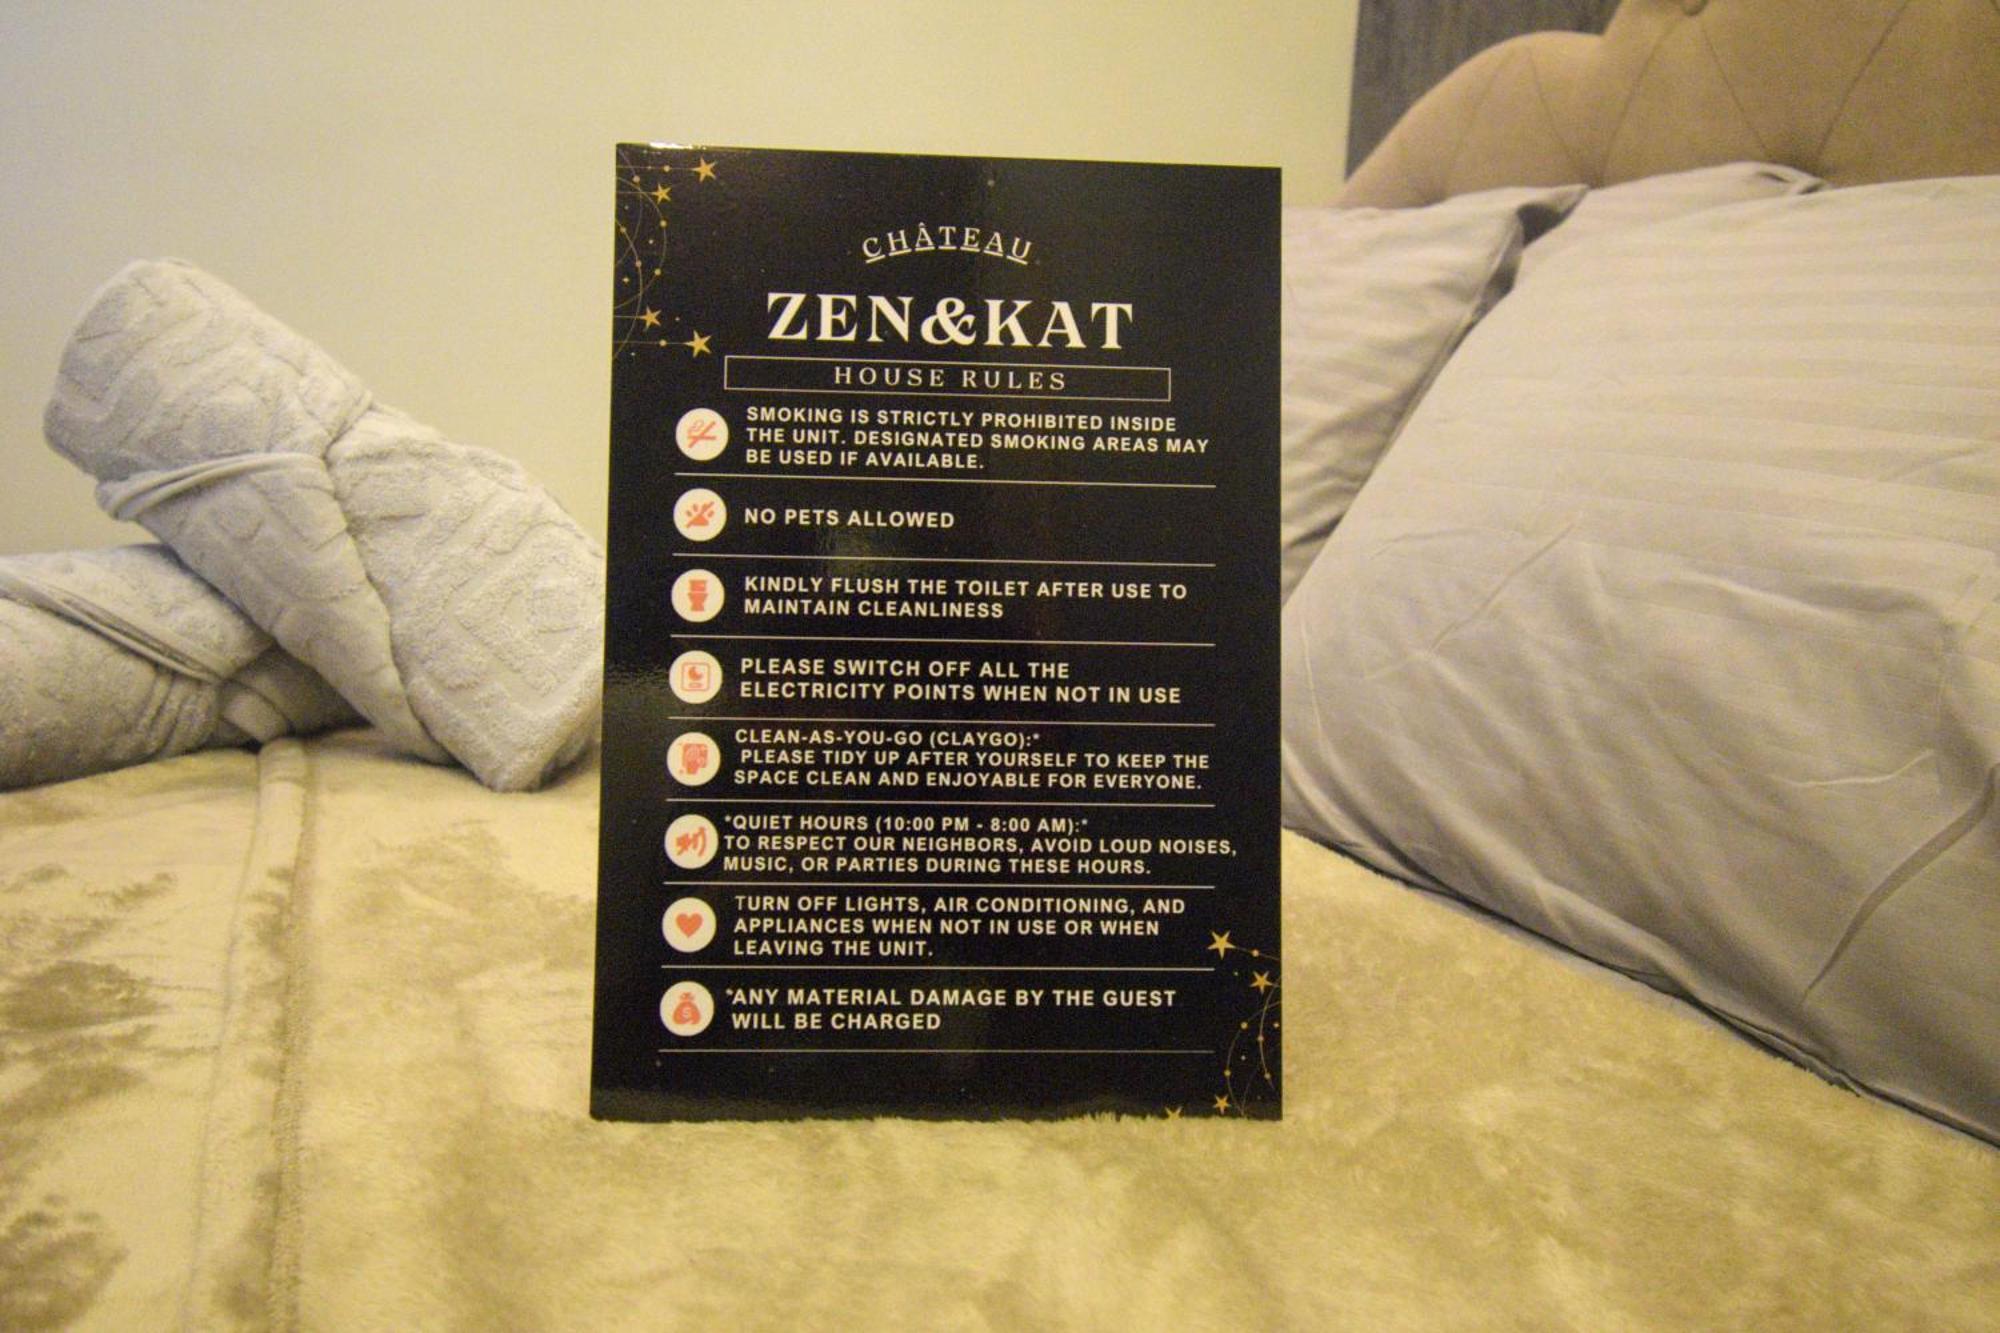 CHÂTEAU
ZEN&KAT
HOUSE RULES
SMOKING IS STRICTLY PROHIBITED INSIDE
THE UNIT. DESIGNATED SMOKING AREAS MAY
BE USED IF AVAILABLE.
NO PETS ALLOWED
KINDLY FLUSH THE TOILET AFTER USE TO
MAINTAIN CLEANLINESS
PLEASE SWITCH OFF ALL THE
ELECTRICITY POINTS WHEN NOT IN USE
CLEAN-AS-YOU-GO (CLAYGO):*
PLEASE TIDY UP AFTER YOURSELF TO KEEP THE
SPACE CLEAN AND ENJOYABLE FOR EVERYONE.
*QUIET HOURS (10:00 PM - 8:00 AM):*
TO RESPECT OUR NEIGHBORS, AVOID LOUD NOISES,
MUSIC, OR PARTIES DURING THESE HOURS.
TURN OFF LIGHTS, AIR CONDITIONING, AND
APPLIANCES WHEN NOT IN USE OR WHEN
LEAVING THE UNIT.
*ANY MATERIAL DAMAGE BY THE GUEST
WILL BE CHARGED